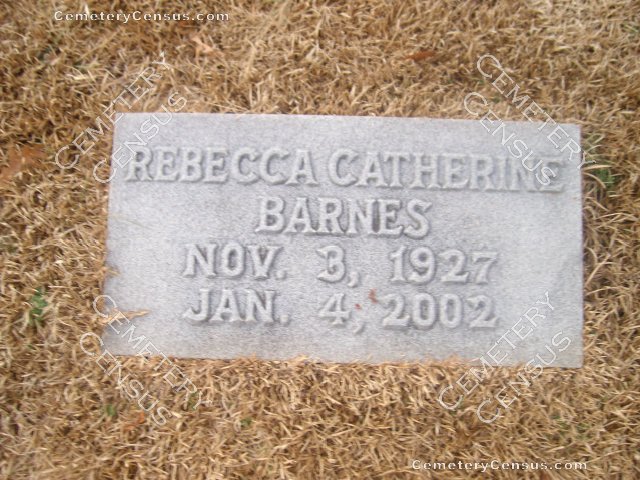 CemeteryCensus.com
CEMETERY CENSUS
CEMETERY CENSUS
REBECCA CATHERINE
BARNES
NOV. 3, 1927
JAN. 4, 2002
CEMETERY CENSUS
CEMETERY CENSUS
CemeteryCensus.com